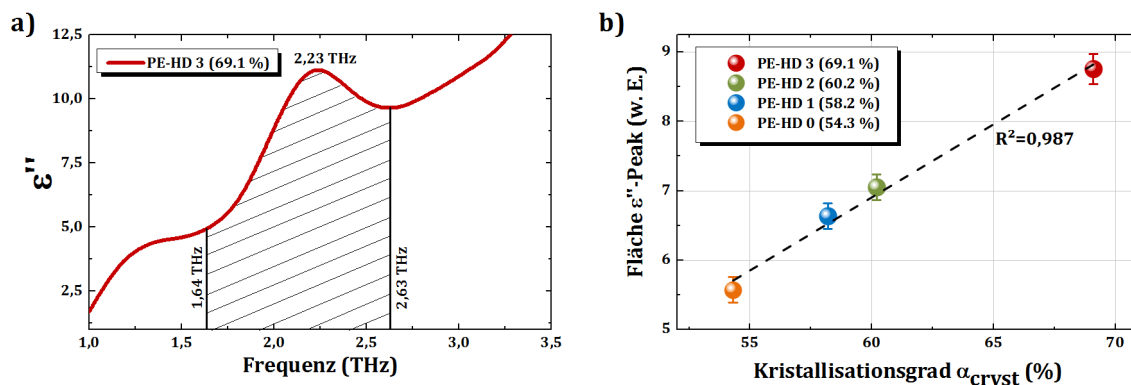 a)
12,5
10,0
7,5
5,0
2,5
ε''
PE-HD 3 (69.1 %)
2,23 THz
1,64 THz
2,63 THz
1,0
1,5
2,0
2,5
3,0
3,5
Frequenz (THz)
b)
9
8
7
6
5
Fläche ε''-Peak (w. E.)
PE-HD 3 (69.1 %)
PE-HD 2 (60.2 %)
PE-HD 1 (58.2 %)
PE-HD 0 (54.3 %)
R²=0,987
55
60
65
70
Kristallisationsgrad α_cryst (%)